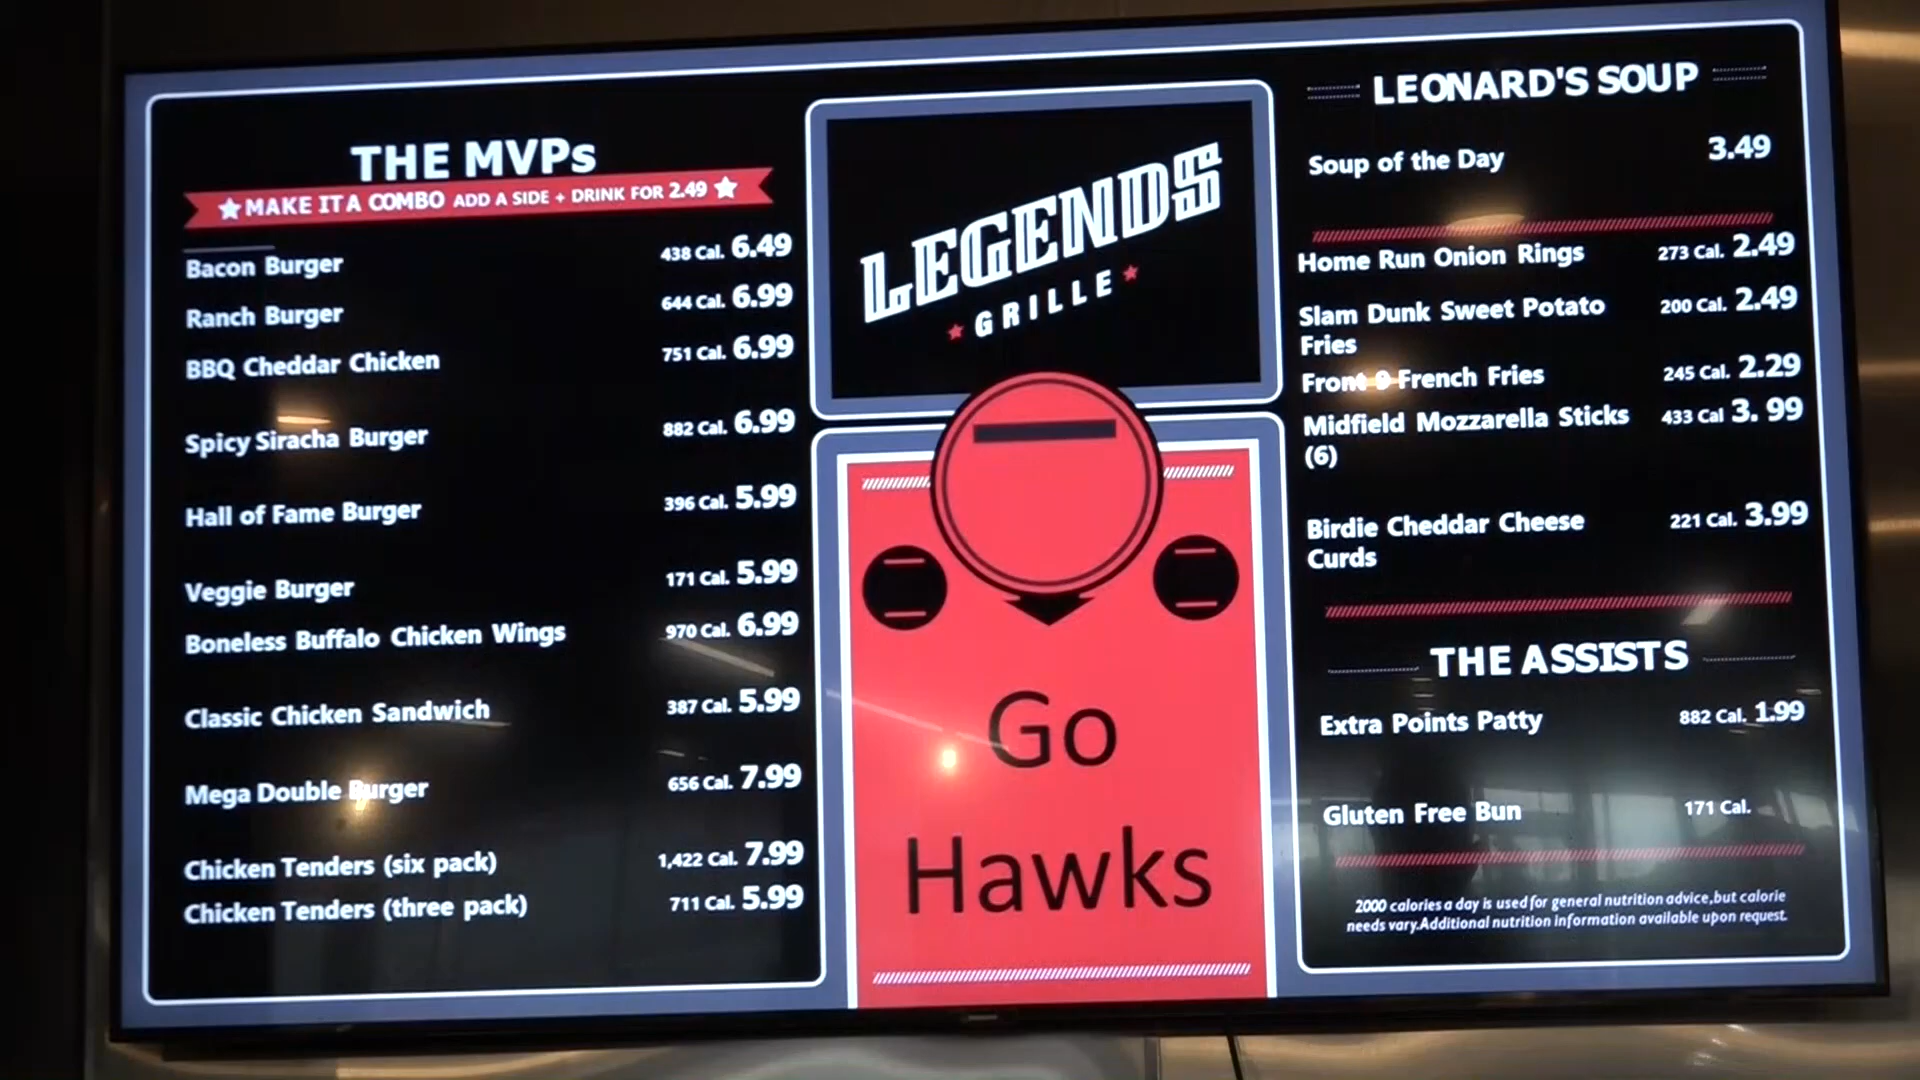 THE MVPs
MAKE IT A COMBO ADD A SIDE + DRINK FOR 2.49
Bacon Burger 438 Cal. 6.49
Ranch Burger 644 Cal. 6.99
BBQ Cheddar Chicken 751 Cal. 6.99
Spicy Siracha Burger 882 Cal. 6.99
Hall of Fame Burger 396 Cal. 5.99
Veggie Burger 171 Cal. 5.99
Boneless Buffalo Chicken Wings 970 Cal. 6.99
Classic Chicken Sandwich 387 Cal. 5.99
Mega Double Burger 656 Cal. 7.99
Chicken Tenders (six pack) 1,422 Cal. 7.99
Chicken Tenders (three pack) 711 Cal. 5.99
LEGENDS
GRILLE
Go
Hawks
LEONARD'S SOUP
Soup of the Day 3.49
Home Run Onion Rings 273 Cal. 2.49
Slam Dunk Sweet Potato 200 Cal. 2.49
Fries
Front 9 French Fries 245 Cal. 2.29
Midfield Mozzarella Sticks 433 Cal 3. 99
(6)
Birdie Cheddar Cheese 221 Cal. 3.99
Curds
THE ASSISTS
Extra Points Patty 882 Cal. 1.99
Gluten Free Bun 171 Cal.
2000 calories a day is used for general nutrition advice,but calorie
needs vary.Additional nutrition information available upon request.